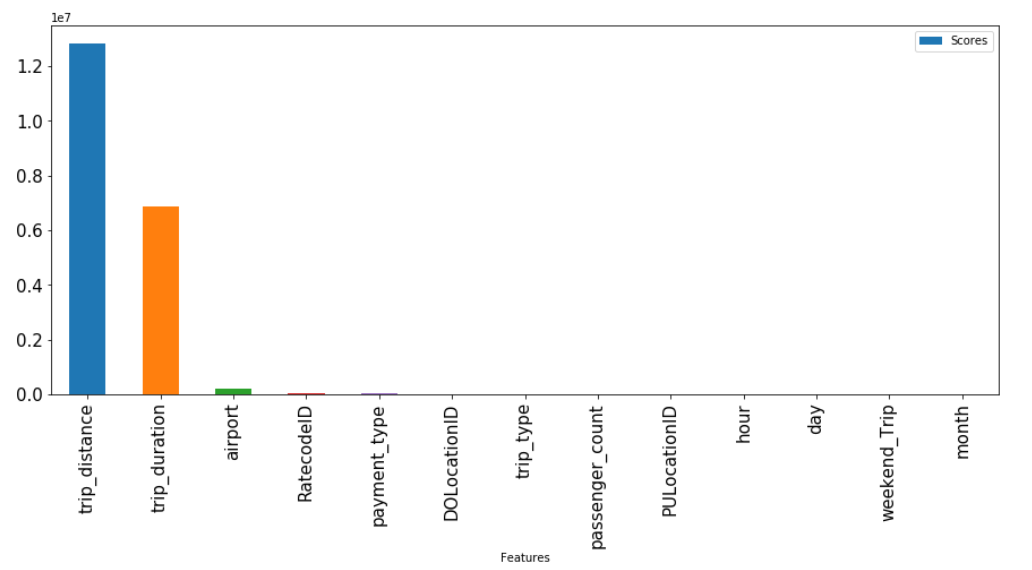 1e7
Scores
1.2
1.0
0.8
0.6
0.4
0.2
0.0
trip_distance
trip_duration
airport
RatecodeID
payment_type
DOLocationID
trip_type
passenger_count
PULocationID
hour
day
weekend_Trip
month
Features